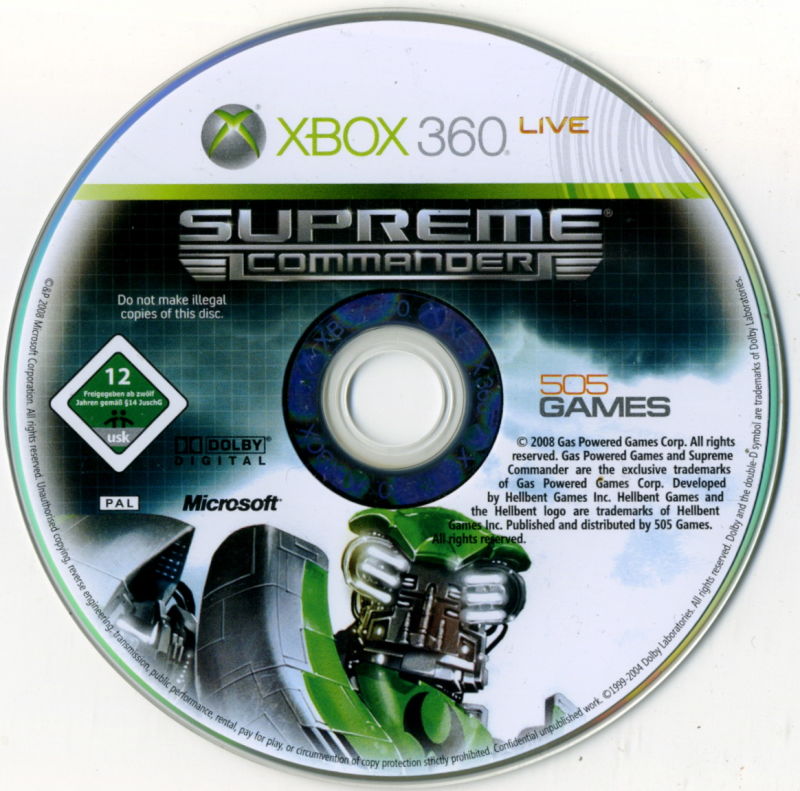 XBOX 360® LIVE
SUPREME®
COMMANDER
Do not make illegal
copies of this disc.
12
Freigegeben ab zwölf
Jahren gemäß §14 JuSchG
usk
DOLBY
DIGITAL
PAL
Microsoft®
505
GAMES
© 2008 Gas Powered Games Corp. All rights
reserved. Gas Powered Games and Supreme
Commander are the exclusive trademarks
of Gas Powered Games Corp. Developed
by Hellbent Games Inc. Hellbent Games and
the Hellbent logo are trademarks of Hellbent
Games Inc. Published and distributed by 505 Games.
All rights reserved.
©&℗ 2008 Microsoft Corporation. All rights reserved. Unauthorised copying, reverse engineering, transmission, public performance, rental, pay for play, or circumvention of copy protection strictly prohibited. Confidential unpublished work. ©1999-2004 Dolby Laboratories. All rights reserved. Dolby and the double-D symbol are trademarks of Dolby Laboratories.